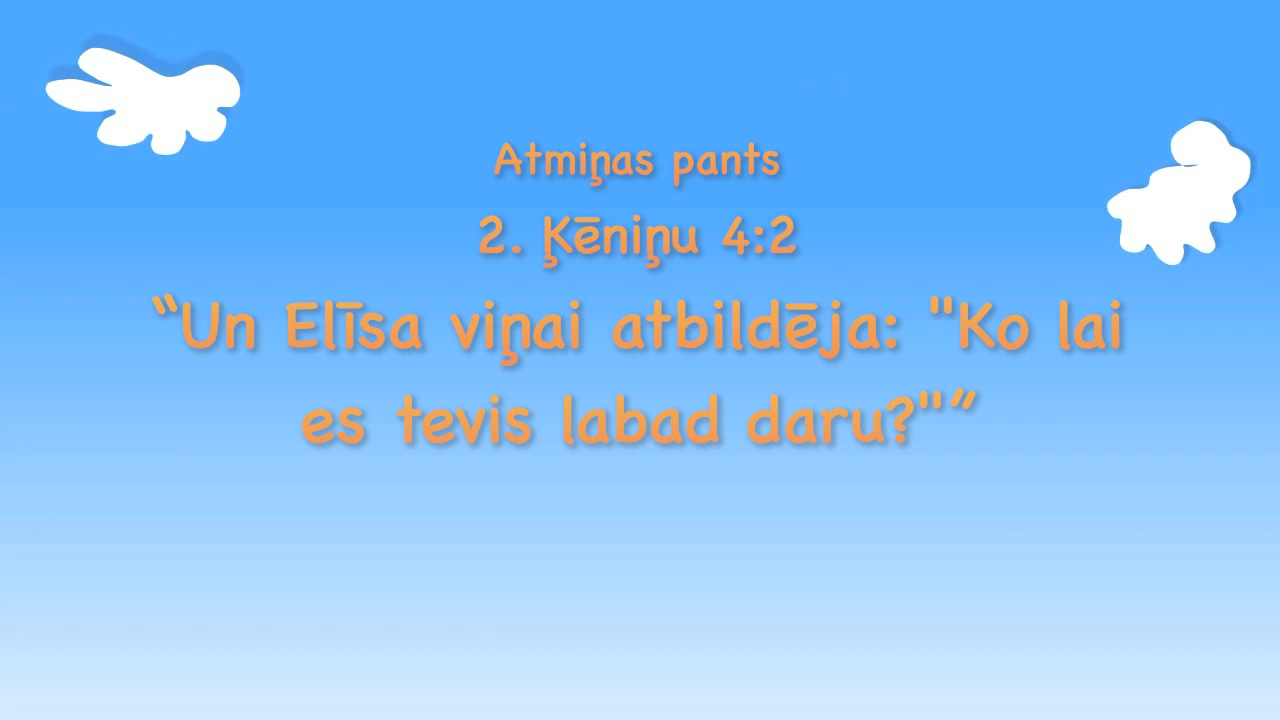 Atmiņas pants
2. Ķēniņu 4:2
“Un Elīsa viņai atbildēja: "Ko lai
es tevis labad daru?"”